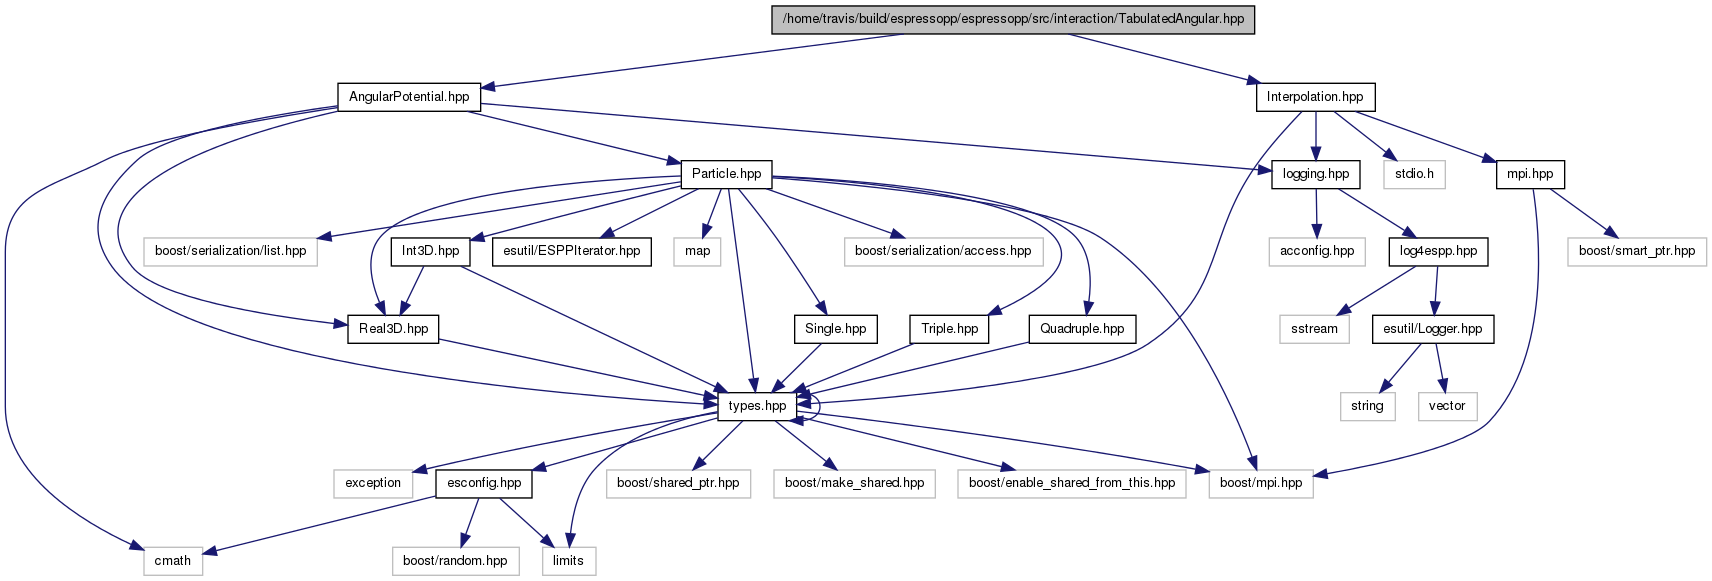 /home/travis/build/espressopp/espressopp/src/interaction/TabulatedAngular.hpp
AngularPotential.hpp
Interpolation.hpp
Particle.hpp
logging.hpp
stdio.h
mpi.hpp
boost/serialization/list.hpp
Int3D.hpp
esutil/ESPPIterator.hpp
map
boost/serialization/access.hpp
acconfig.hpp
log4espp.hpp
boost/smart_ptr.hpp
Real3D.hpp
Single.hpp
Triple.hpp
Quadruple.hpp
sstream
esutil/Logger.hpp
types.hpp
string
vector
exception
esconfig.hpp
boost/shared_ptr.hpp
boost/make_shared.hpp
boost/enable_shared_from_this.hpp
boost/mpi.hpp
cmath
boost/random.hpp
limits